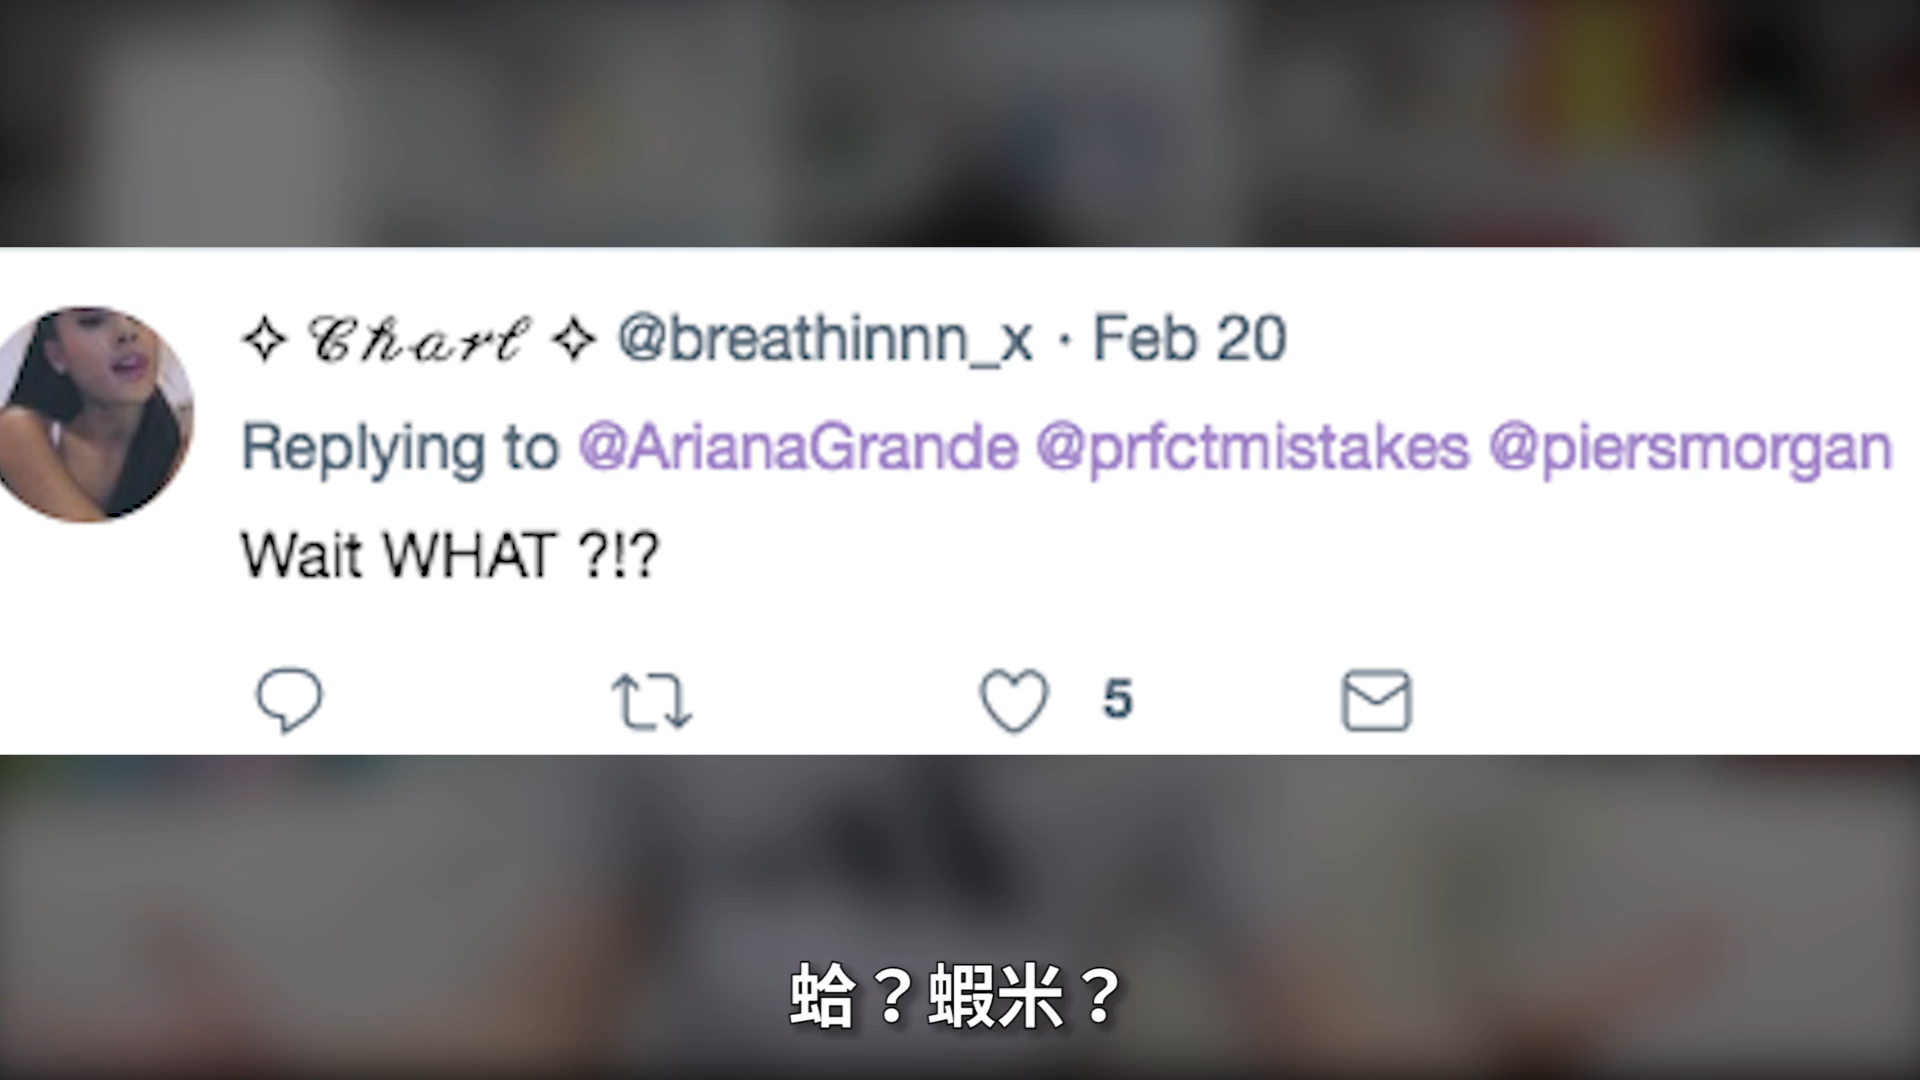 ✧ 𝓒𝓱𝓪𝓻𝓵 ✧ @breathinnn_x · Feb 20
Replying to @ArianaGrande @prfctmistakes @piersmorgan
Wait WHAT ?!?
5
蛤？蝦米？